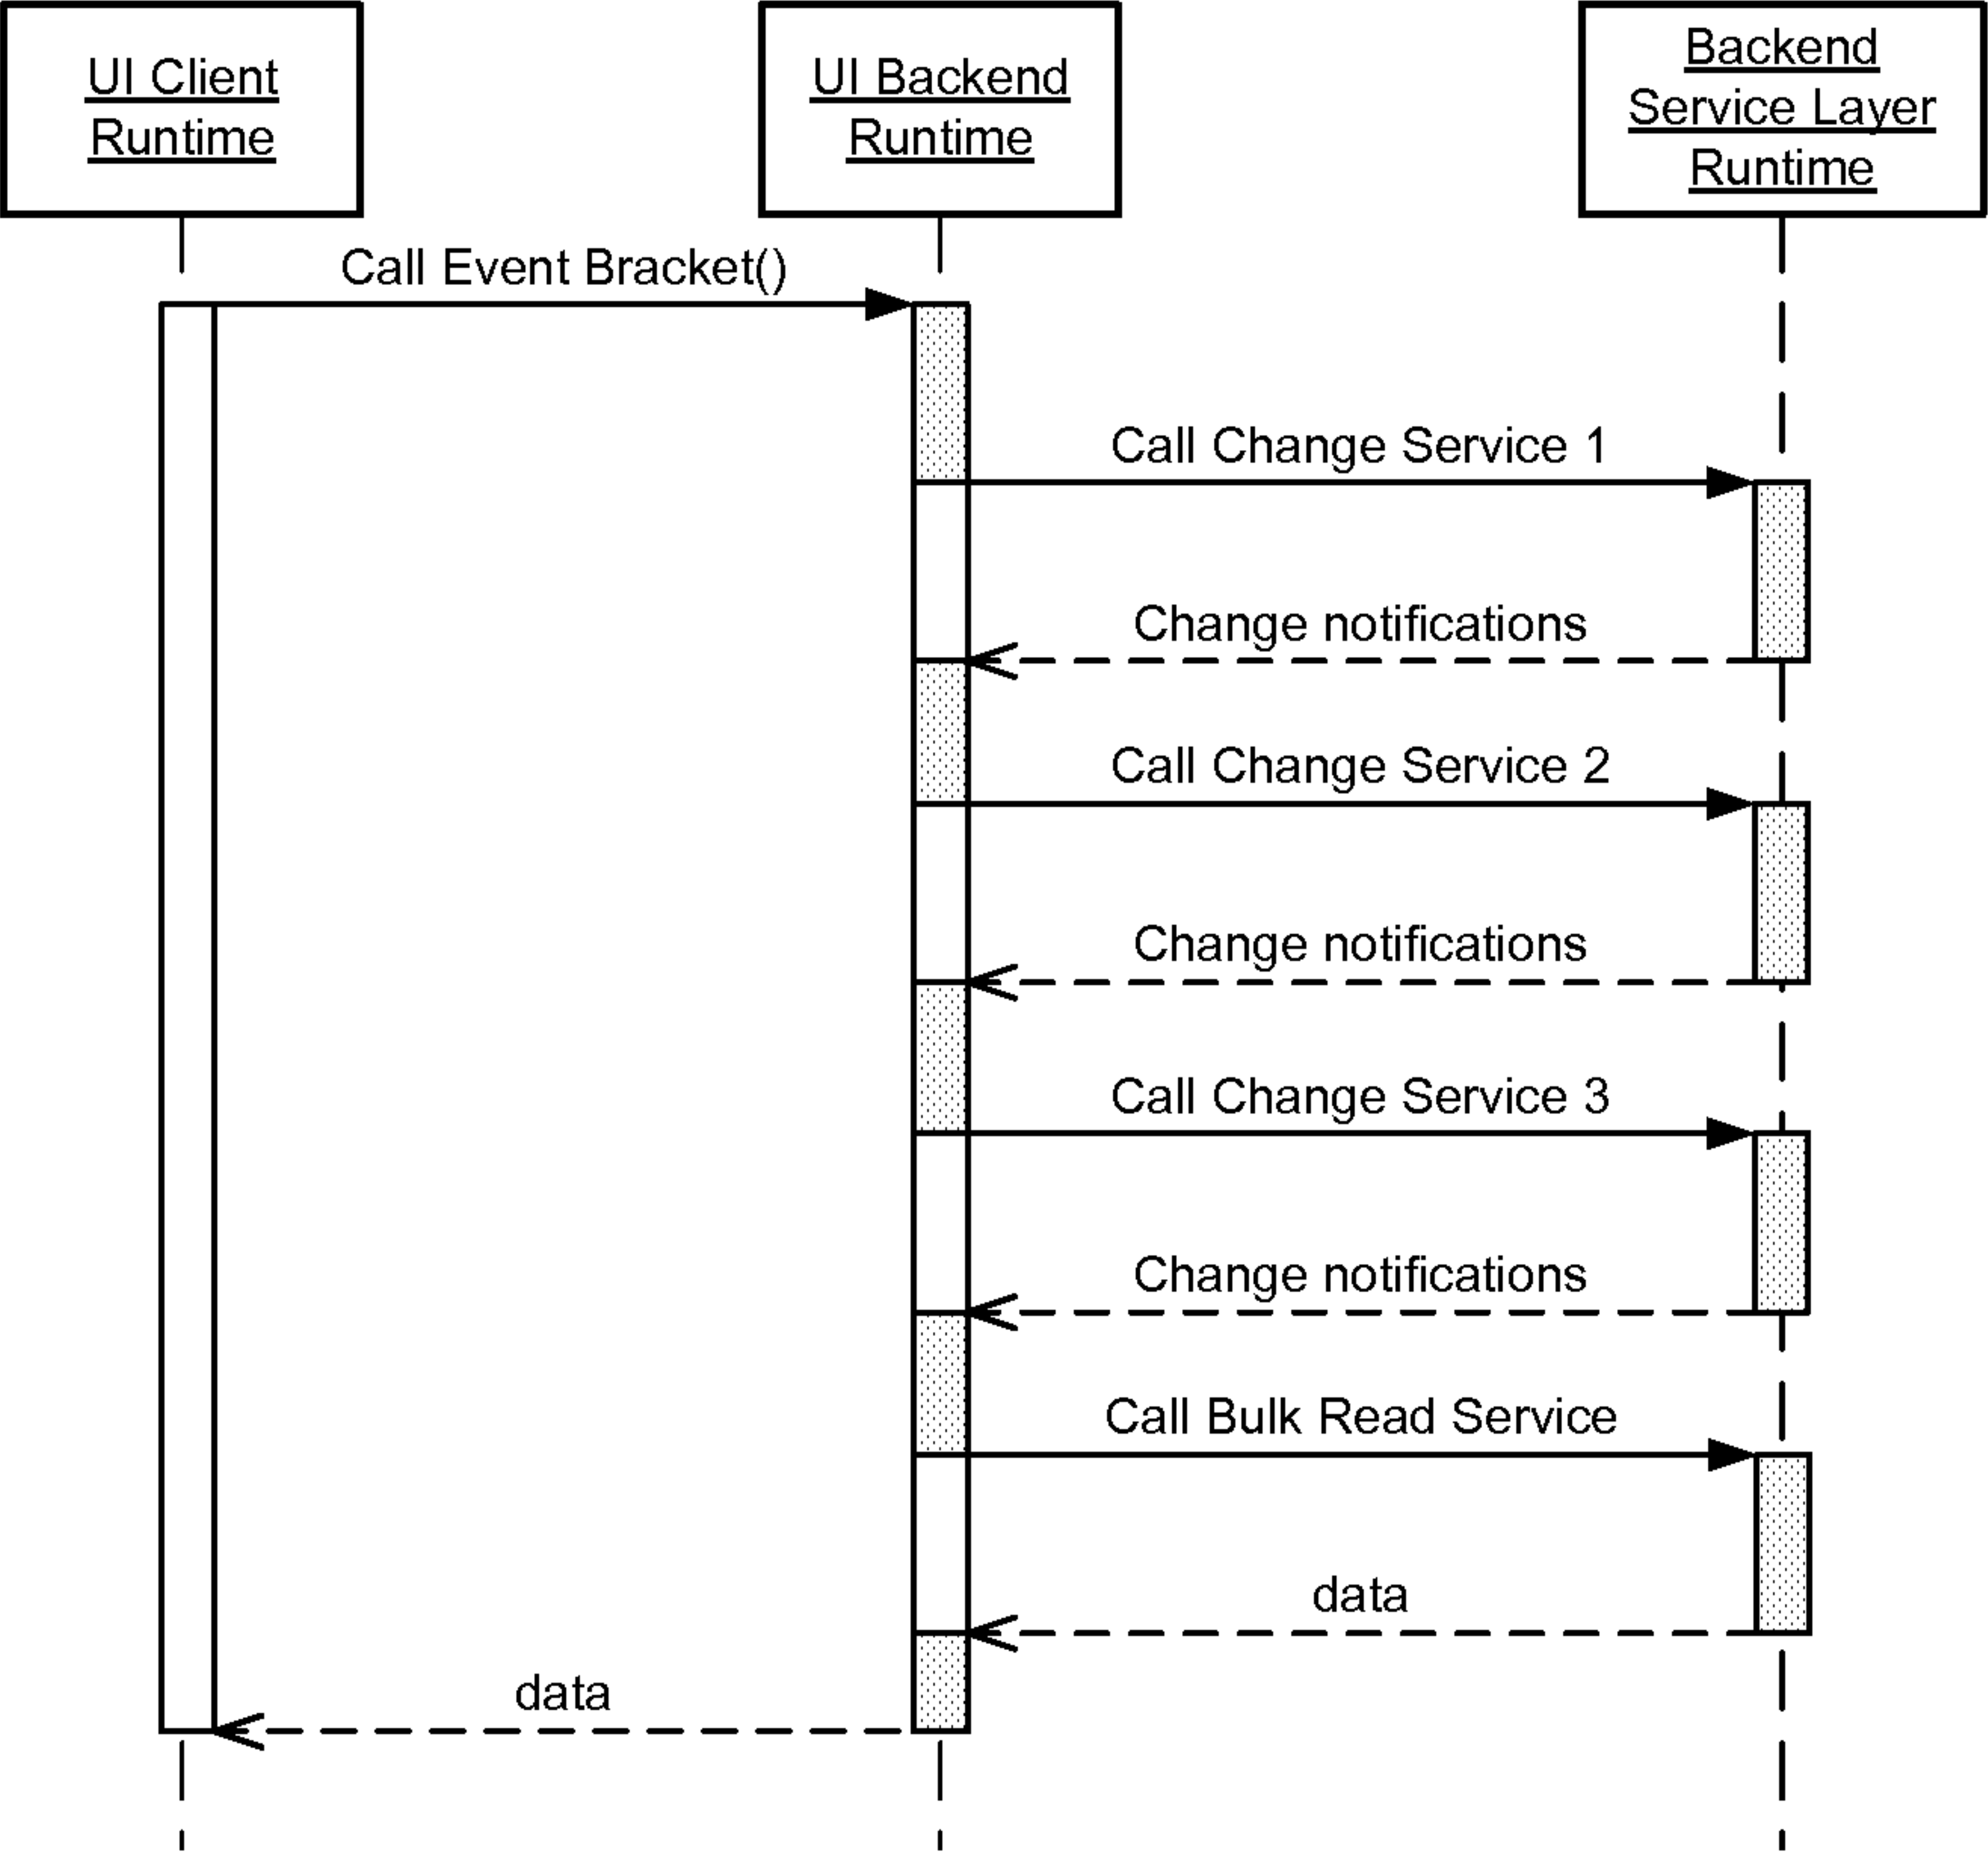 UI Client
Runtime
UI Backend
Runtime
Backend
Service Layer
Runtime
Call Event Bracket()
Call Change Service 1
Change notifications
Call Change Service 2
Change notifications
Call Change Service 3
Change notifications
Call Bulk Read Service
data
data